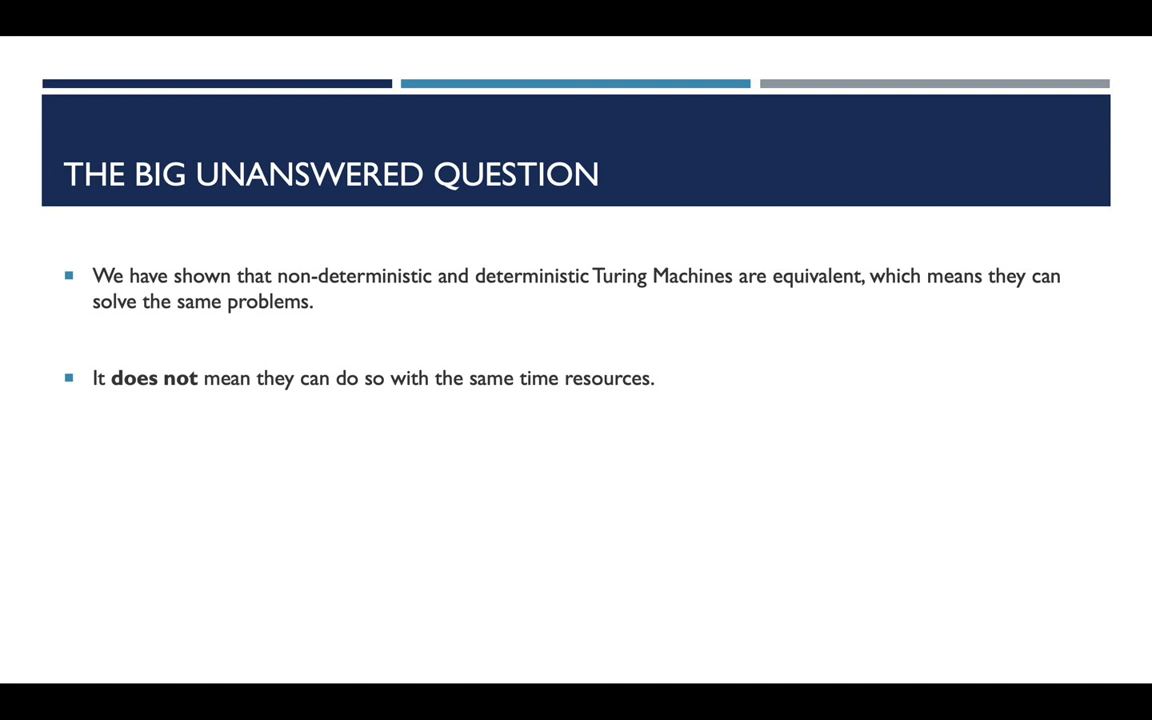 THE BIG UNANSWERED QUESTION
We have shown that non-deterministic and deterministic Turing Machines are equivalent, which means they can
solve the same problems.
It does not mean they can do so with the same time resources.